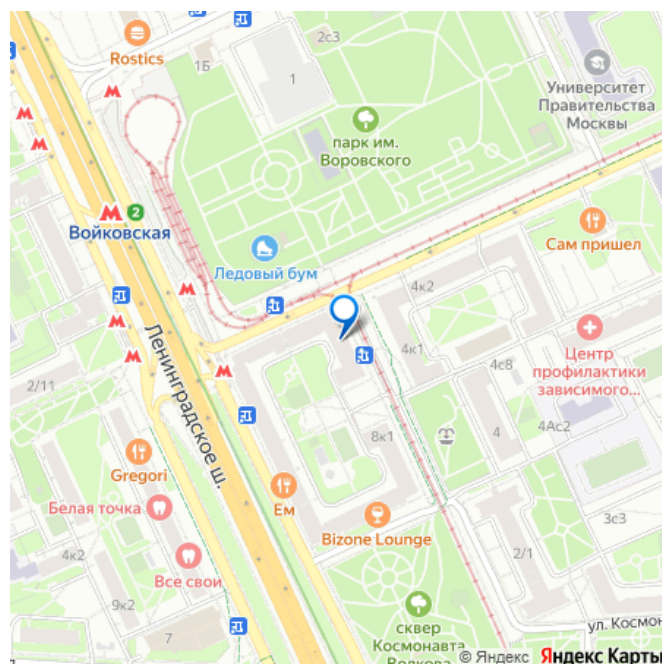 Rostics
2с3
1Б
1
Университет
Правительства
Москвы
парк им.
Воровского
2
Войковская
Сам пришел
Ледовый бум
4к2
Ленинградское ш.
4к1
4с8
Центр
профилактики
зависимого...
2/11
4
4Ас2
8к1
Gregori
Белая точка
Ем
Bizone Lounge
3с3
4к2
Все свои
2/1
9к2
7
сквер
Космонавта
Волкова
ул. Космон
© Яндекс Яндекс Карты